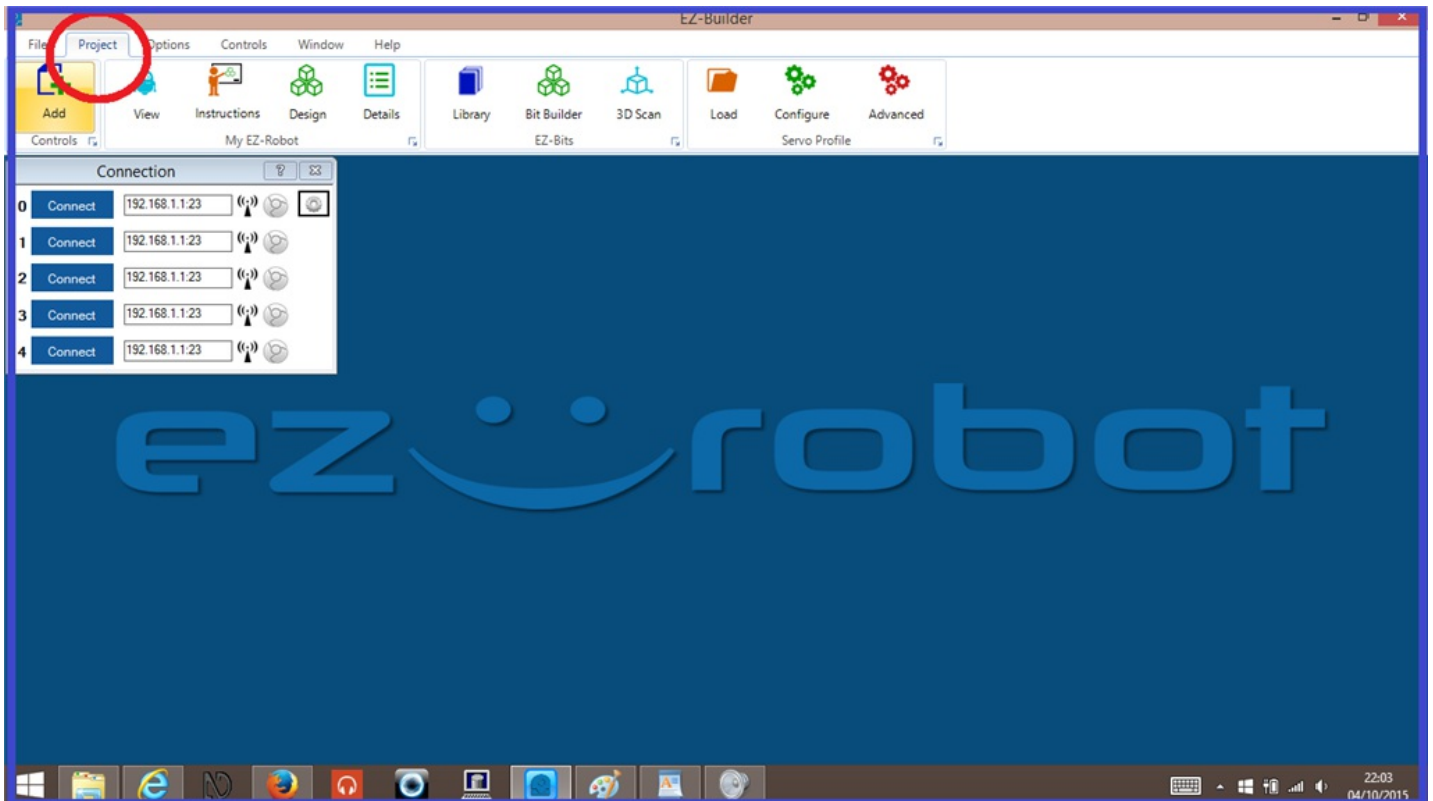 EZ-Builder
File Project Options Controls Window Help
Add View Instructions Design Details Library Bit Builder 3D Scan Load Configure Advanced
Controls My EZ-Robot EZ-Bits Servo Profile
Connection
0 Connect 192.168.1.1:23
1 Connect 192.168.1.1:23
2 Connect 192.168.1.1:23
3 Connect 192.168.1.1:23
4 Connect 192.168.1.1:23
ez robot
22:03
04/10/2015